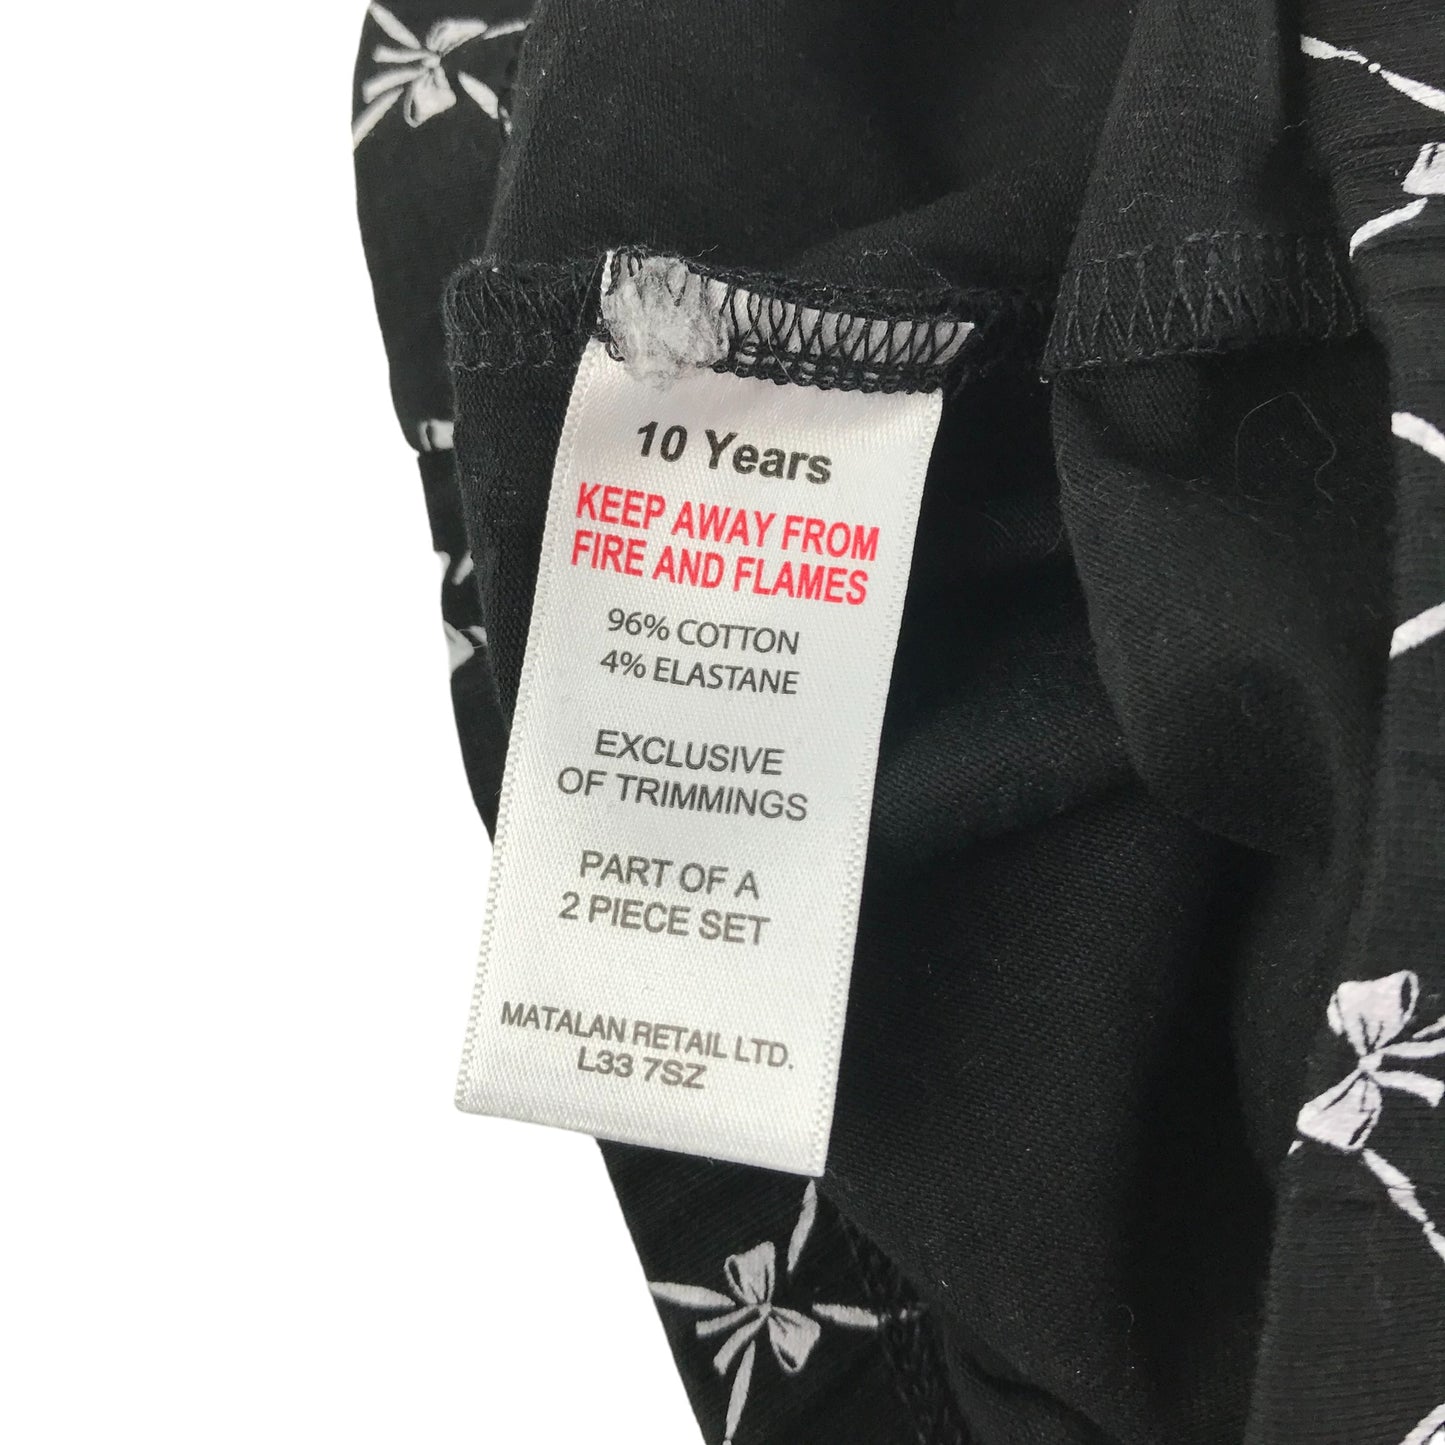 10 Years
KEEP AWAY FROM
FIRE AND FLAMES
96% COTTON
4% ELASTANE
EXCLUSIVE
OF TRIMMINGS
PART OF A
2 PIECE SET
MATALAN RETAIL LTD.
L33 7SZ